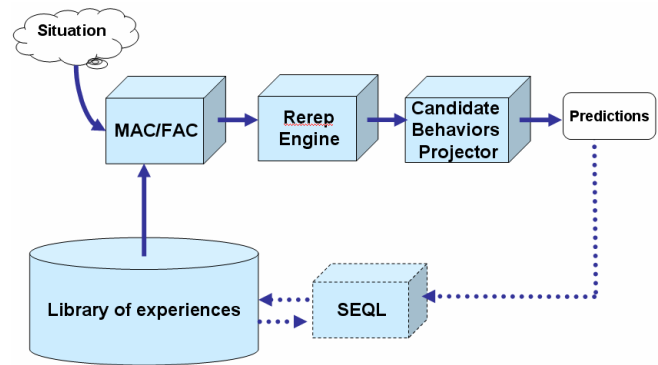 Situation
MAC/FAC
Rerep
Engine
Candidate
Behaviors
Projector
Predictions
Library of experiences
SEQL